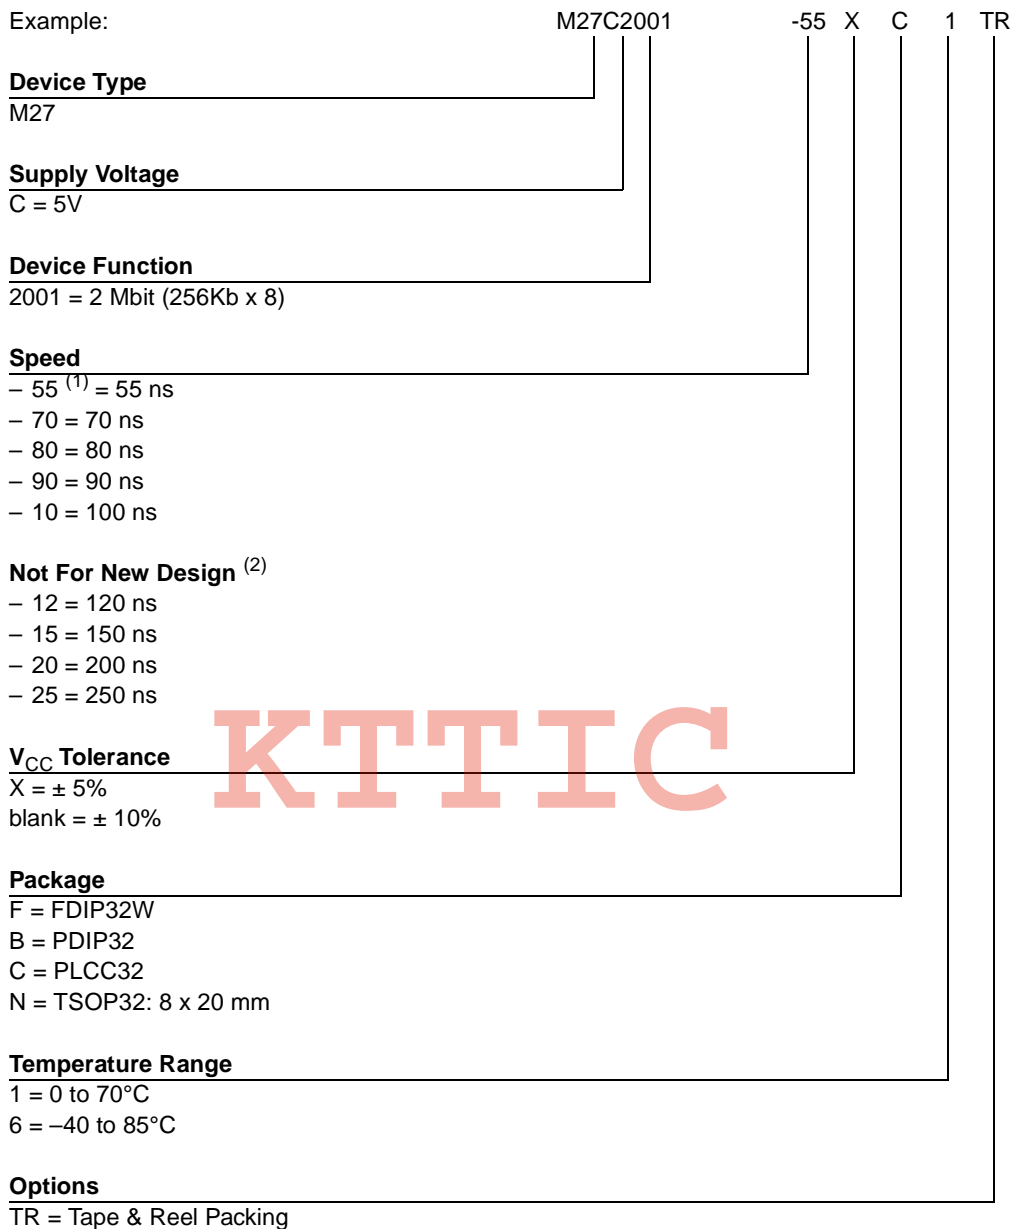 Example: M27C2001 -55 X C 1 TR
Device Type
M27
Supply Voltage
C = 5V
Device Function
2001 = 2 Mbit (256Kb x 8)
Speed
– 55 (1) = 55 ns
– 70 = 70 ns
– 80 = 80 ns
– 90 = 90 ns
– 10 = 100 ns
Not For New Design (2)
– 12 = 120 ns
– 15 = 150 ns
– 20 = 200 ns
– 25 = 250 ns
KTTIC
VCC Tolerance
X = ± 5%
blank = ± 10%
Package
F = FDIP32W
B = PDIP32
C = PLCC32
N = TSOP32: 8 x 20 mm
Temperature Range
1 = 0 to 70°C
6 = –40 to 85°C
Options
TR = Tape & Reel Packing